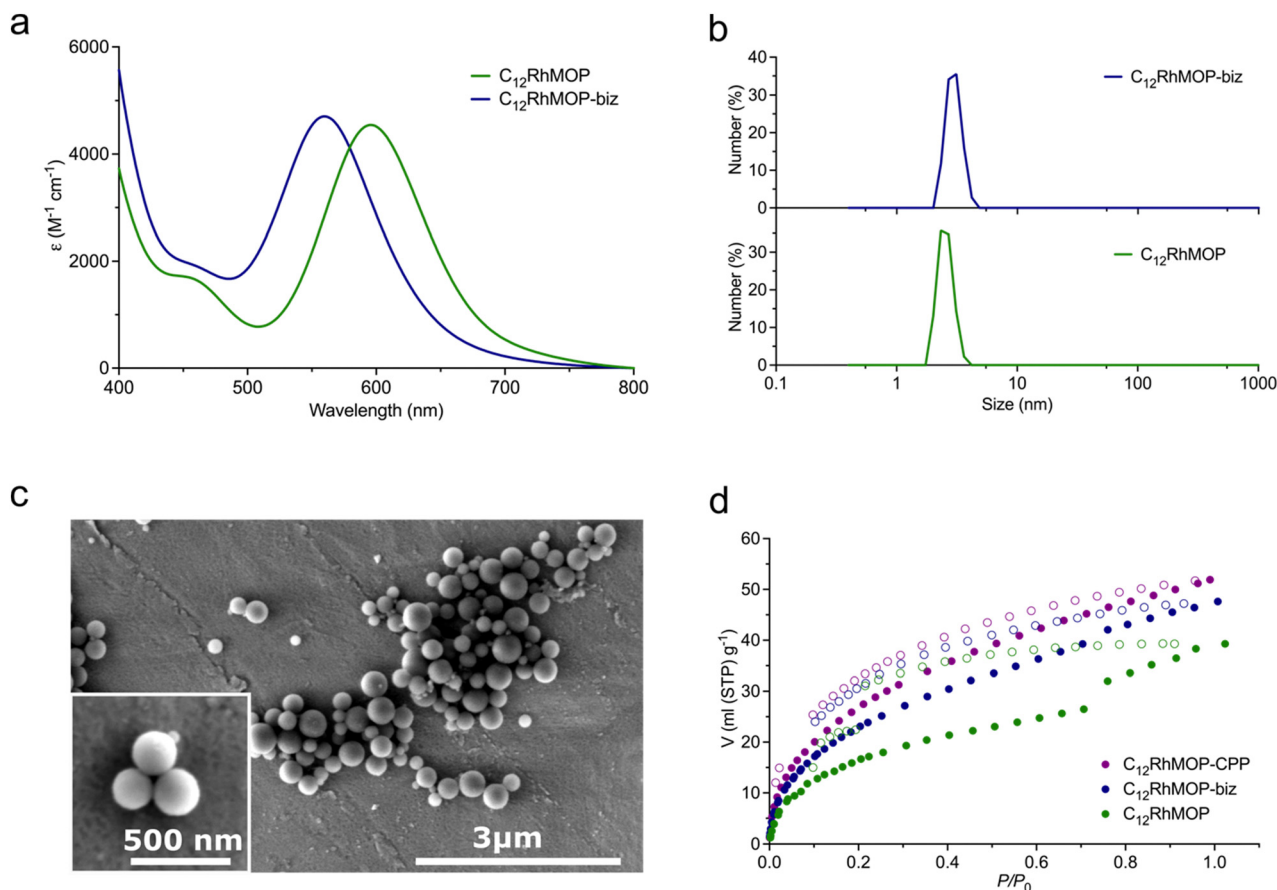 a
6000
4000
2000
0
ε (M⁻¹ cm⁻¹)
C₁₂RhMOP
C₁₂RhMOP-biz
400 500 600 700 800
Wavelength (nm)
b
40
30
20
10
0
Number (%)
C₁₂RhMOP-biz
30
20
10
0
Number (%)
C₁₂RhMOP
0.1 1 10 100 1000
Size (nm)
c
500 nm
3μm
d
60
50
40
30
20
10
0
V (ml (STP) g⁻¹)
C₁₂RhMOP-CPP
C₁₂RhMOP-biz
C₁₂RhMOP
0.0 0.2 0.4 0.6 0.8 1.0
P/P₀